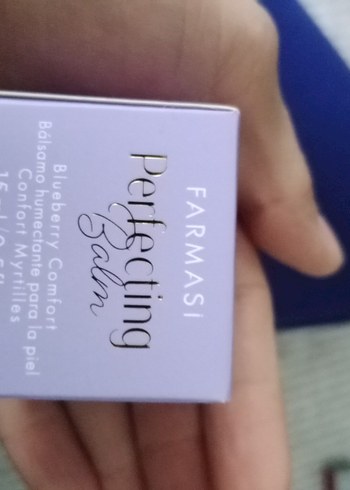 FARMASi
Perfecting
Balm
Blueberry Comfort
Bálsamo humectante para la piel
Confort Myrtilles